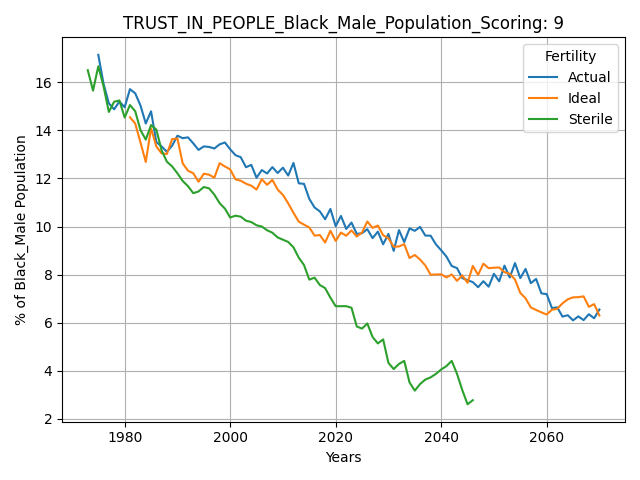 TRUST_IN_PEOPLE_Black_Male_Population_Scoring: 9
Fertility
Actual
Ideal
Sterile
% of Black_Male Population
16
14
12
10
8
6
4
2
1980 2000 2020 2040 2060
Years